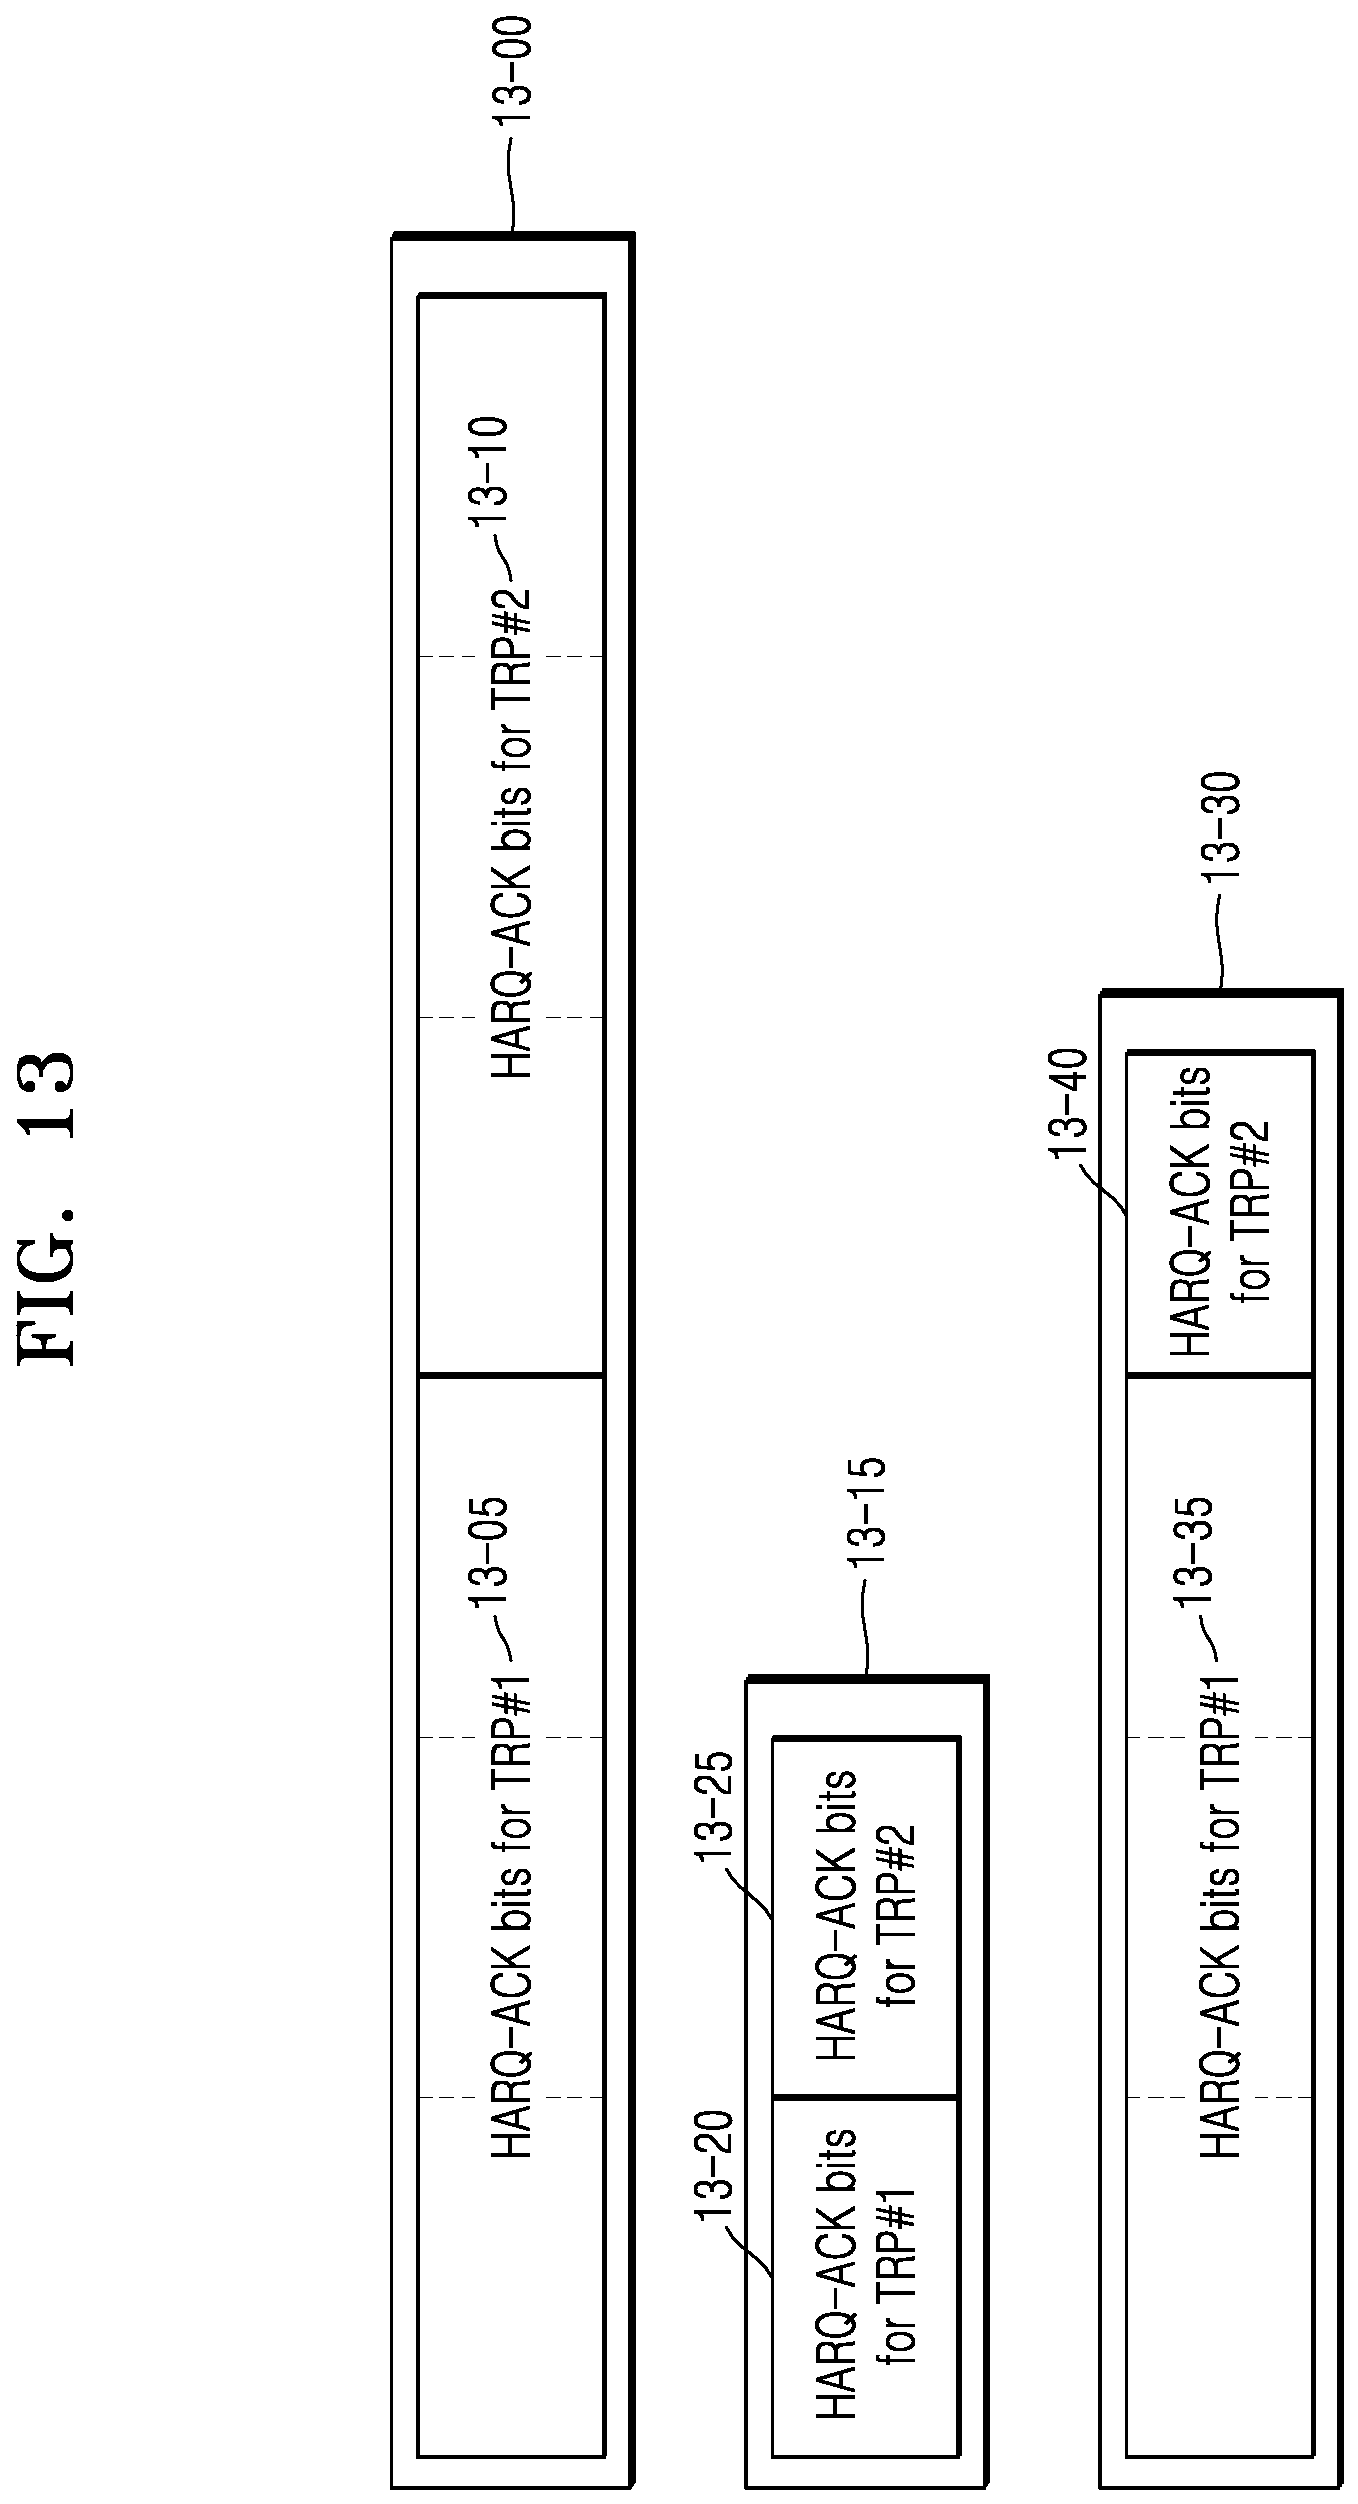 FIG. 13
HARQ-ACK bits for TRP#1
13-05
HARQ-ACK bits for TRP#2
13-10
13-00
13-20
HARQ-ACK bits
for TRP#1
13-25
HARQ-ACK bits
for TRP#2
13-15
HARQ-ACK bits for TRP#1
13-35
13-40
HARQ-ACK bits
for TRP#2
13-30